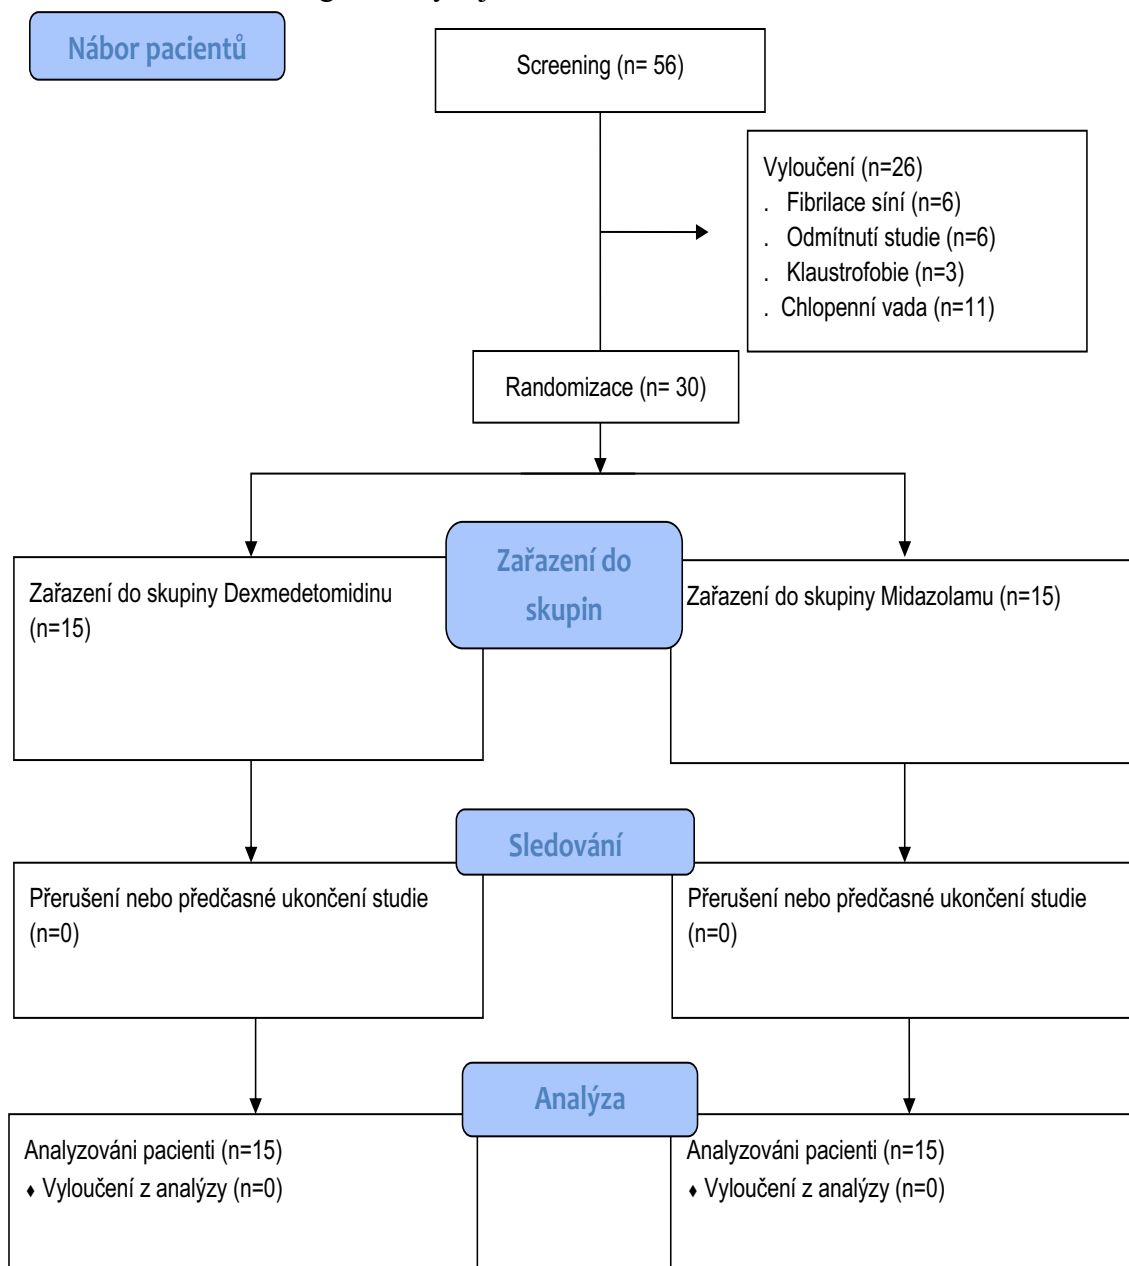 Nábor pacientů
Screening (n= 56)
Vyloučení (n=26)
. Fibrilace síní (n=6)
. Odmítnutí studie (n=6)
. Klaustrofobie (n=3)
. Chlopenní vada (n=11)
Randomizace (n= 30)
Zařazení do
skupin
Zařazení do skupiny Dexmedetomidinu
(n=15)
Zařazení do skupiny Midazolamu (n=15)
Sledování
Přerušení nebo předčasné ukončení studie
(n=0)
Přerušení nebo předčasné ukončení studie
(n=0)
Analýza
Analyzováni pacienti (n=15)
♦ Vyloučení z analýzy (n=0)
Analyzováni pacienti (n=15)
♦ Vyloučení z analýzy (n=0)